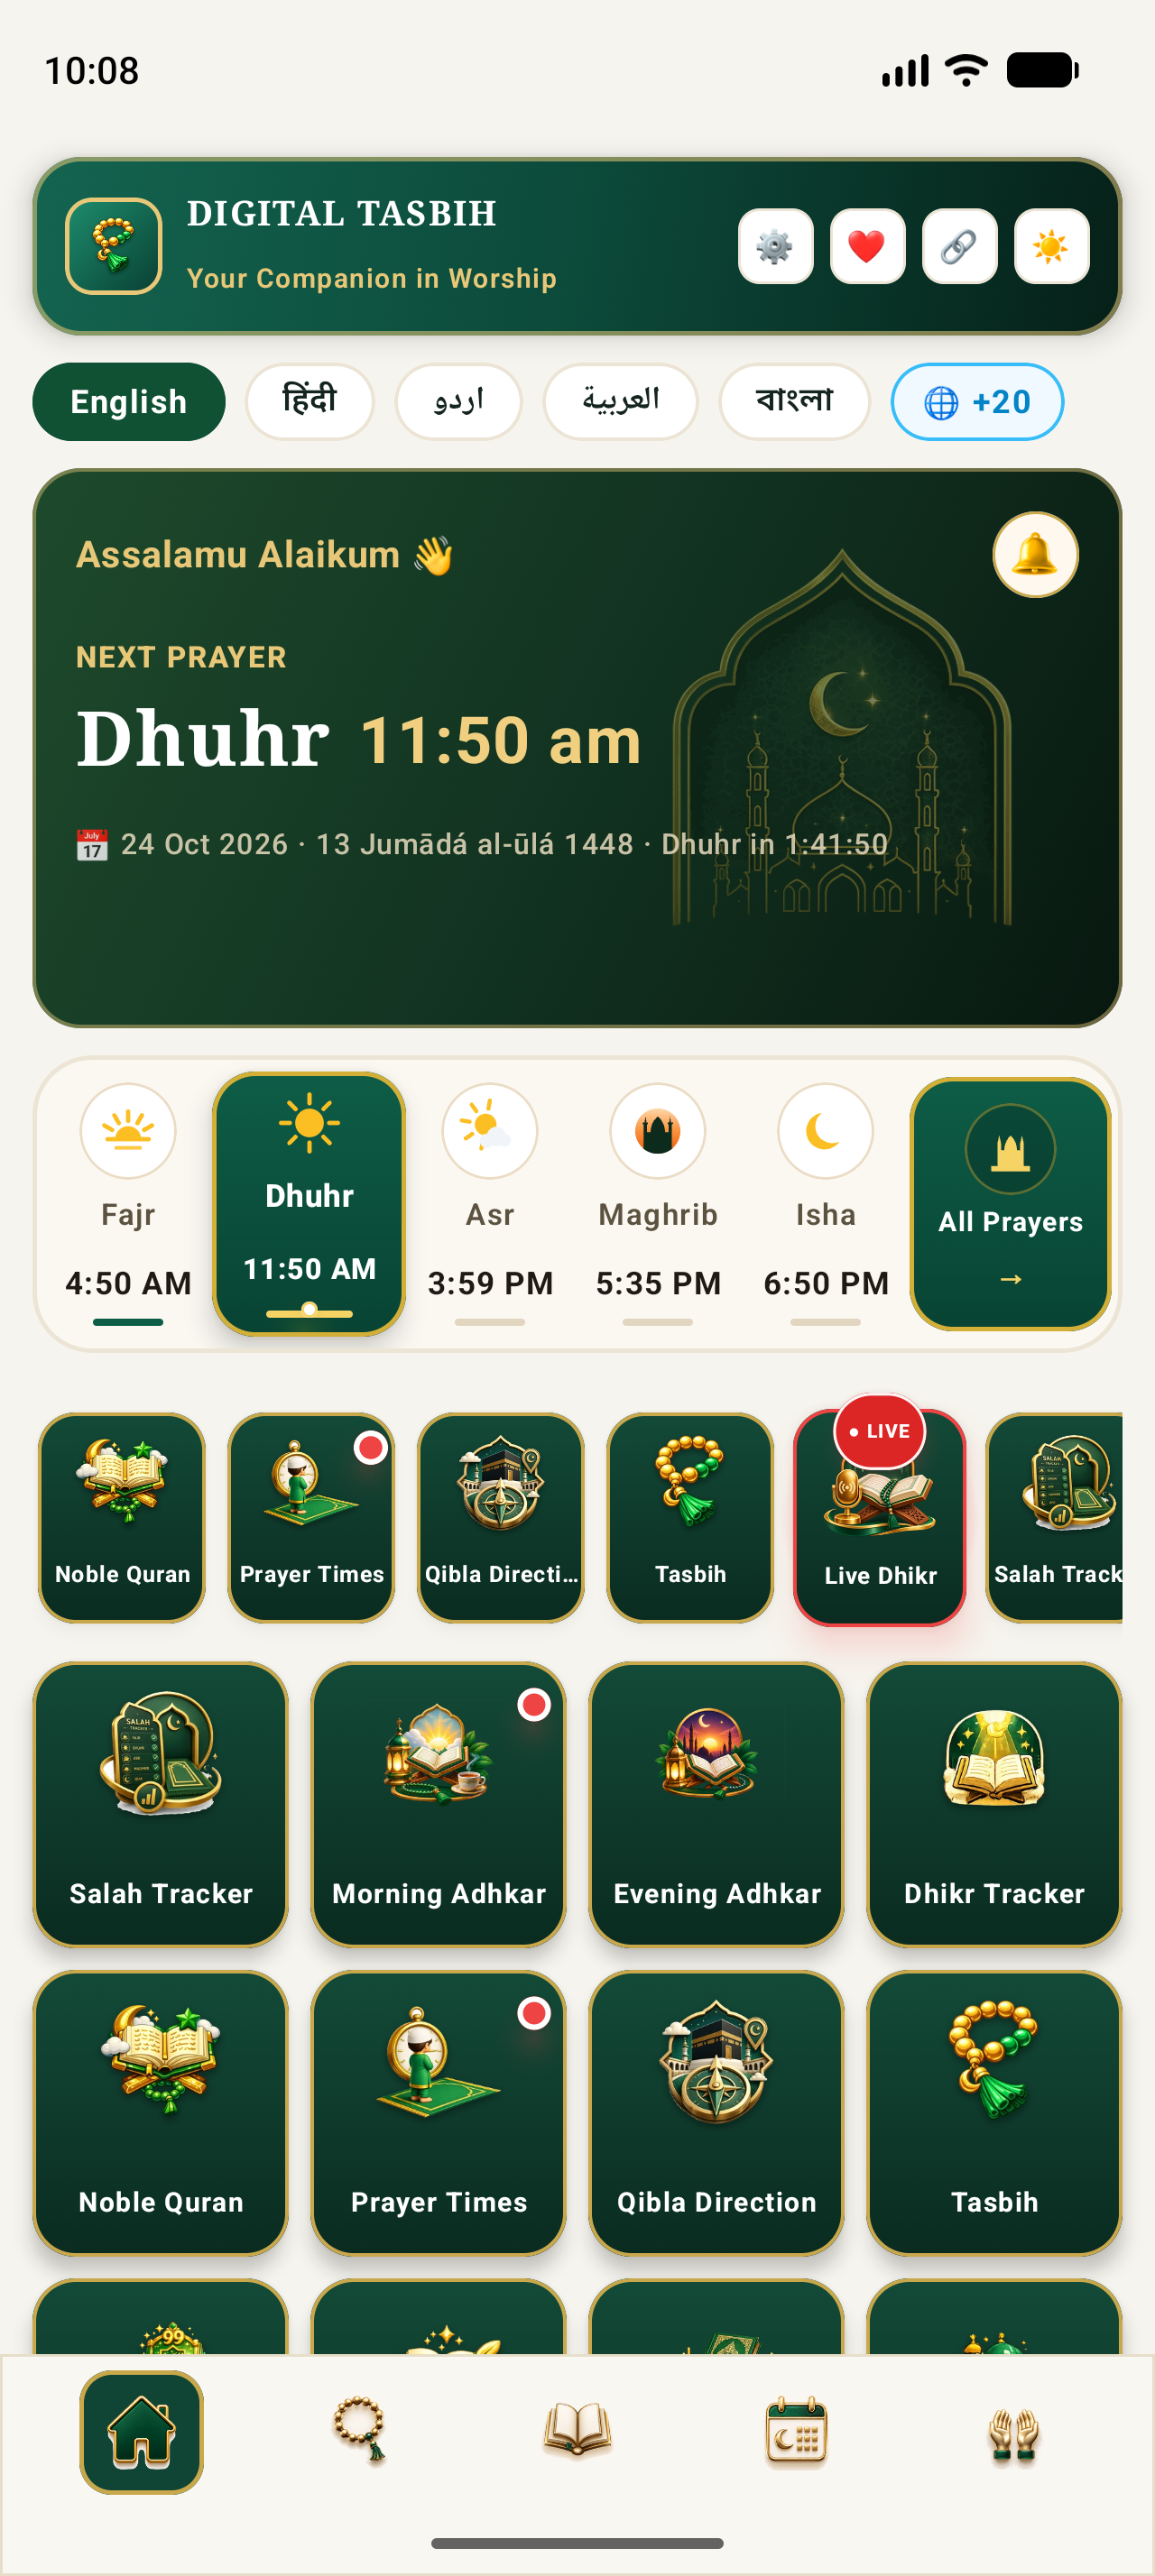 10:08
DIGITAL TASBIH
Your Companion in Worship
English
हिंदी
اردو
العربية
বাংলা
+20
Assalamu Alaikum 👋
NEXT PRAYER
Dhuhr 11:50 am
24 Oct 2026 · 13 Jumādá al-ūlá 1448 · Dhuhr in 1:41:50
Fajr
4:50 AM
Dhuhr
11:50 AM
Asr
3:59 PM
Maghrib
5:35 PM
Isha
6:50 PM
All Prayers
→
Noble Quran
Prayer Times
Qibla Directi...
Tasbih
● LIVE
Live Dhikr
Salah Track
Salah Tracker
Morning Adhkar
Evening Adhkar
Dhikr Tracker
Noble Quran
Prayer Times
Qibla Direction
Tasbih
99